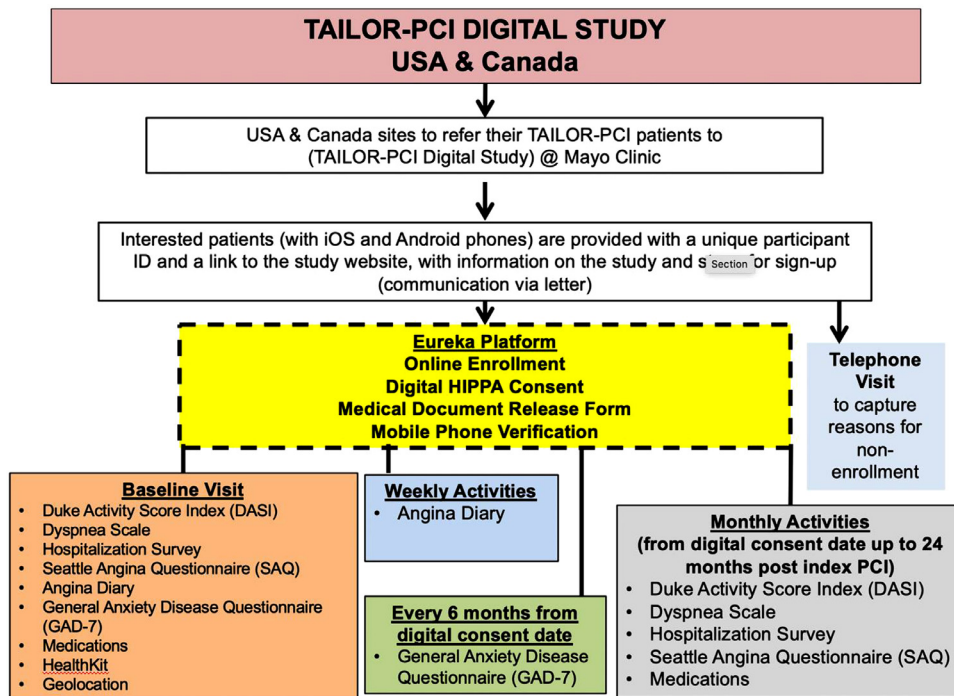 TAILOR-PCI DIGITAL STUDY
USA & Canada
USA & Canada sites to refer their TAILOR-PCI patients to
(TAILOR-PCI Digital Study) @ Mayo Clinic
Interested patients (with iOS and Android phones) are provided with a unique participant
ID and a link to the study website, with information on the study and Section for sign-up
(communication via letter)
Eureka Platform
Online Enrollment
Digital HIPPA Consent
Medical Document Release Form
Mobile Phone Verification
Telephone
Visit
to capture
reasons for
non-
enrollment
Baseline Visit
• Duke Activity Score Index (DASI)
• Dyspnea Scale
• Hospitalization Survey
• Seattle Angina Questionnaire (SAQ)
• Angina Diary
• General Anxiety Disease Questionnaire
(GAD-7)
• Medications
• HealthKit
• Geolocation
Weekly Activities
• Angina Diary
Every 6 months from
digital consent date
• General Anxiety Disease
Questionnaire (GAD-7)
Monthly Activities
(from digital consent date up to 24
months post index PCI)
• Duke Activity Score Index (DASI)
• Dyspnea Scale
• Hospitalization Survey
• Seattle Angina Questionnaire (SAQ)
• Medications